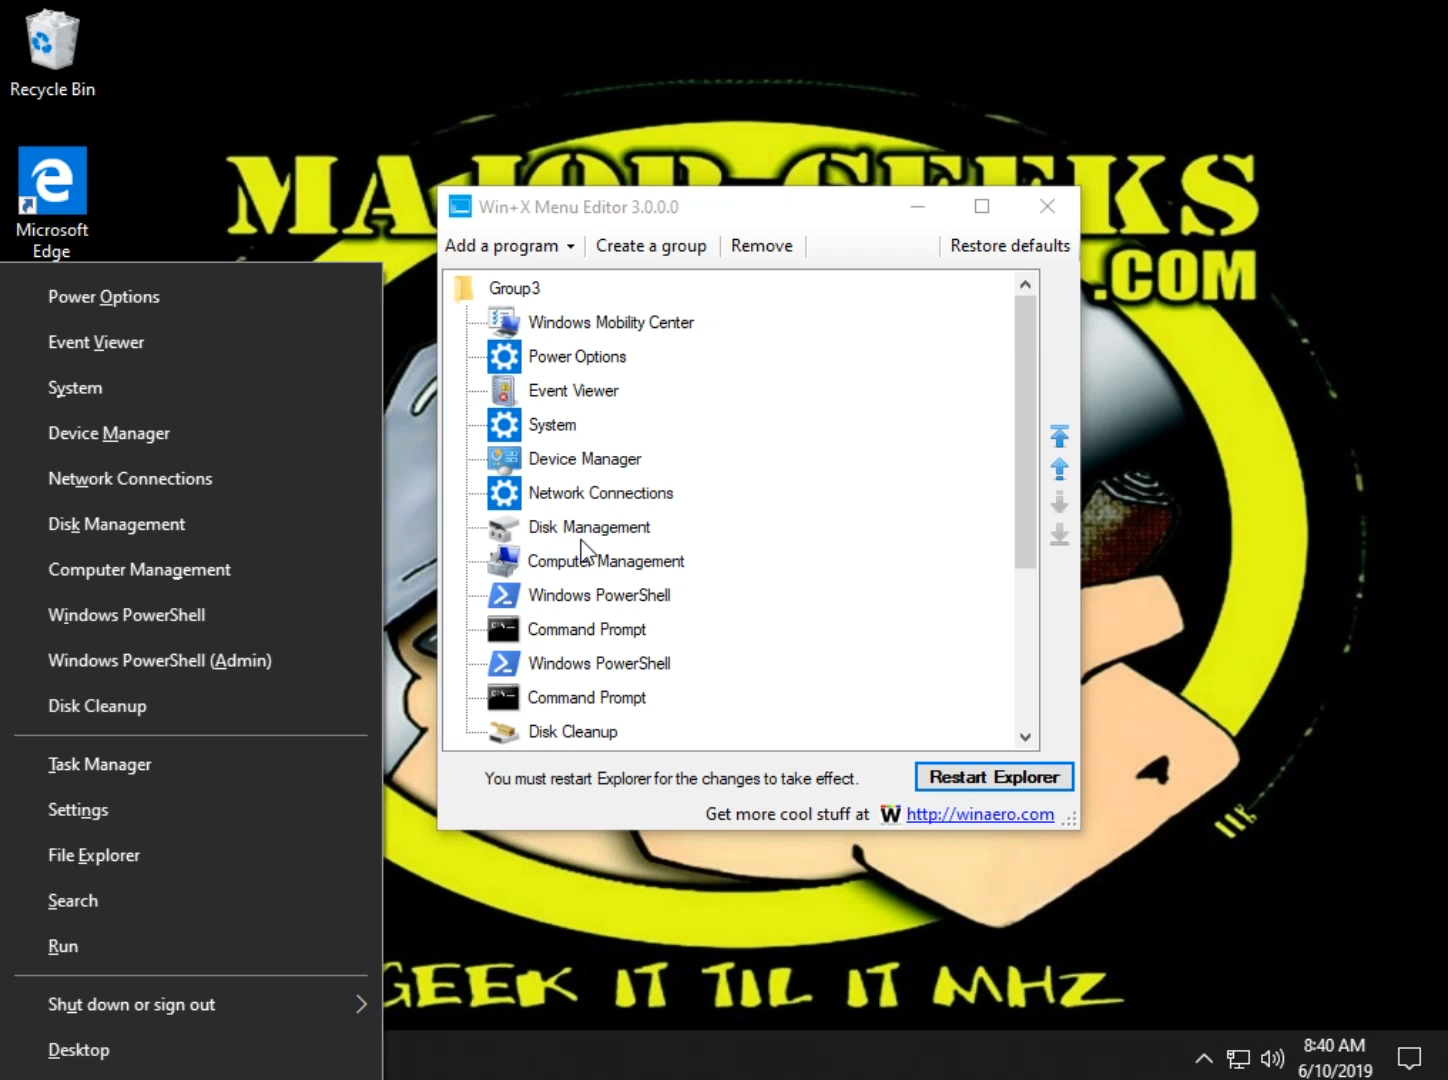 Recycle Bin
Microsoft
Edge
MAJOR GEEKS
.COM
GEEK IT TIL IT MHZ
Power Options
Event Viewer
System
Device Manager
Network Connections
Disk Management
Computer Management
Windows PowerShell
Windows PowerShell (Admin)
Disk Cleanup
Task Manager
Settings
File Explorer
Search
Run
Shut down or sign out
Desktop
Win+X Menu Editor 3.0.0.0
Add a program
Create a group
Remove
Restore defaults
Group3
Windows Mobility Center
Power Options
Event Viewer
System
Device Manager
Network Connections
Disk Management
Computer Management
Windows PowerShell
Command Prompt
Windows PowerShell
Command Prompt
Disk Cleanup
You must restart Explorer for the changes to take effect.
Restart Explorer
Get more cool stuff at W http://winaero.com
8:40 AM
6/10/2019